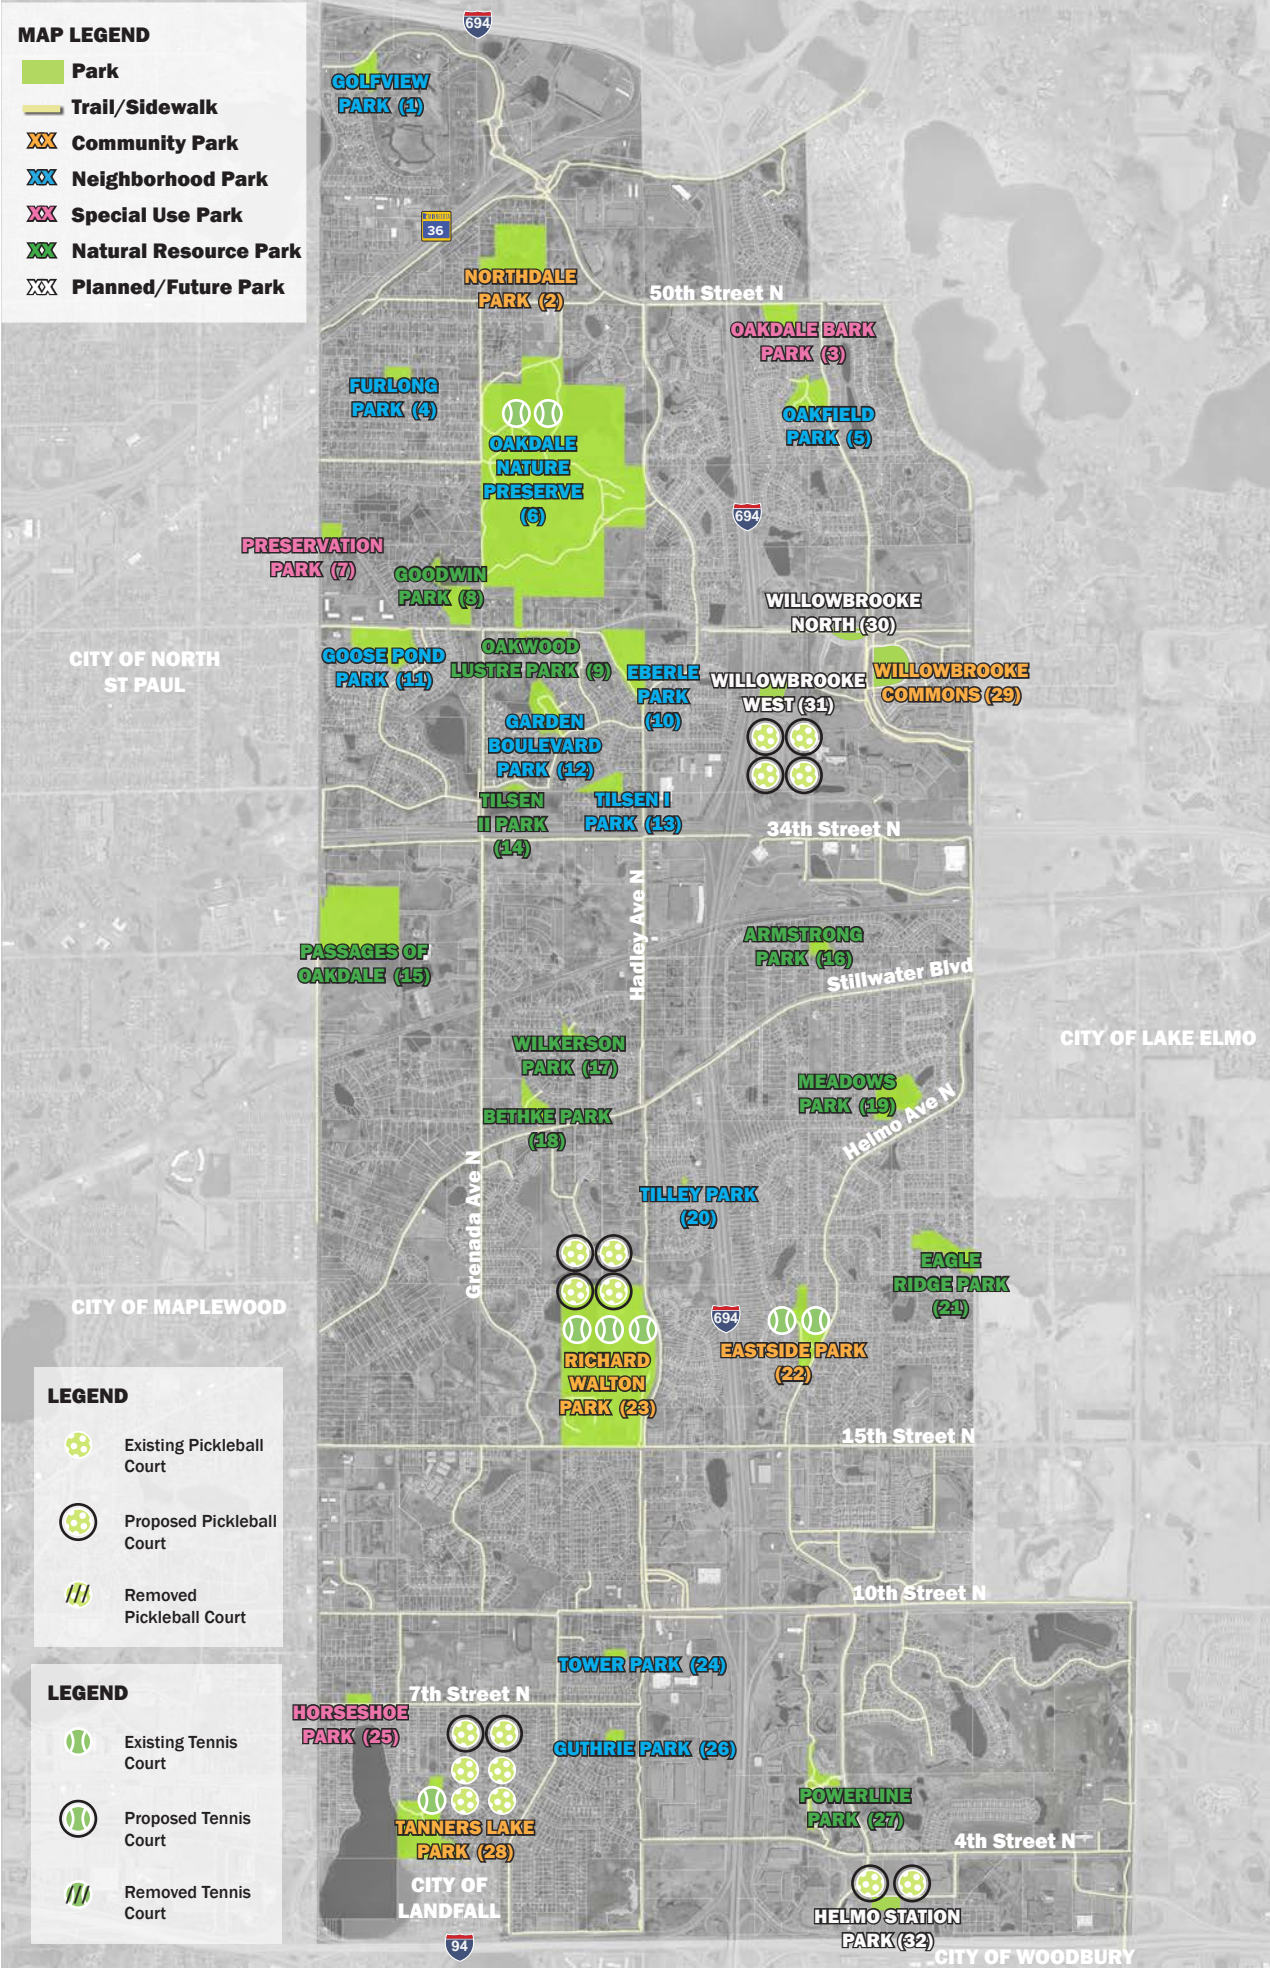 MAP LEGEND
Park
Trail/Sidewalk
XX Community Park
XX Neighborhood Park
XX Special Use Park
XX Natural Resource Park
XX Planned/Future Park
694
GOLFVIEW
PARK (1)
36
NORTHDALE
PARK (2)
50th Street N
OAKDALE BARK
PARK (3)
FURLONG
PARK (4)
OAKFIELD
PARK (5)
OAKDALE
NATURE
PRESERVE
(6)
694
PRESERVATION
PARK (7)
GOODWIN
PARK (8)
WILLOWBROOKE
NORTH (30)
CITY OF NORTH
ST PAUL
GOOSE POND
PARK (11)
OAKWOOD
LUSTRE PARK (9)
EBERLE
PARK
(10)
WILLOWBROOKE
WEST (31)
WILLOWBROOKE
COMMONS (29)
GARDEN
BOULEVARD
PARK (12)
TILSEN
II PARK
(14)
TILSEN I
PARK (13)
34th Street N
Hadley Ave N
PASSAGES OF
OAKDALE (15)
ARMSTRONG
PARK (16)
Stillwater Blvd
WILKERSON
PARK (17)
CITY OF LAKE ELMO
BETHKE PARK
(18)
MEADOWS
PARK (19)
Helmo Ave N
Grenada Ave N
TILLEY PARK
(20)
EAGLE
RIDGE PARK
(21)
CITY OF MAPLEWOOD
694
EASTSIDE PARK
(22)
RICHARD
WALTON
PARK (23)
15th Street N
LEGEND
Existing Pickleball
Court
Proposed Pickleball
Court
Removed
Pickleball Court
10th Street N
TOWER PARK (24)
LEGEND
Existing Tennis
Court
Proposed Tennis
Court
Removed Tennis
Court
7th Street N
HORSESHOE
PARK (25)
GUTHRIE PARK (26)
POWERLINE
PARK (27)
TANNERS LAKE
PARK (28)
4th Street N
CITY OF
LANDFALL
HELMO STATION
PARK (32)
94
CITY OF WOODBURY